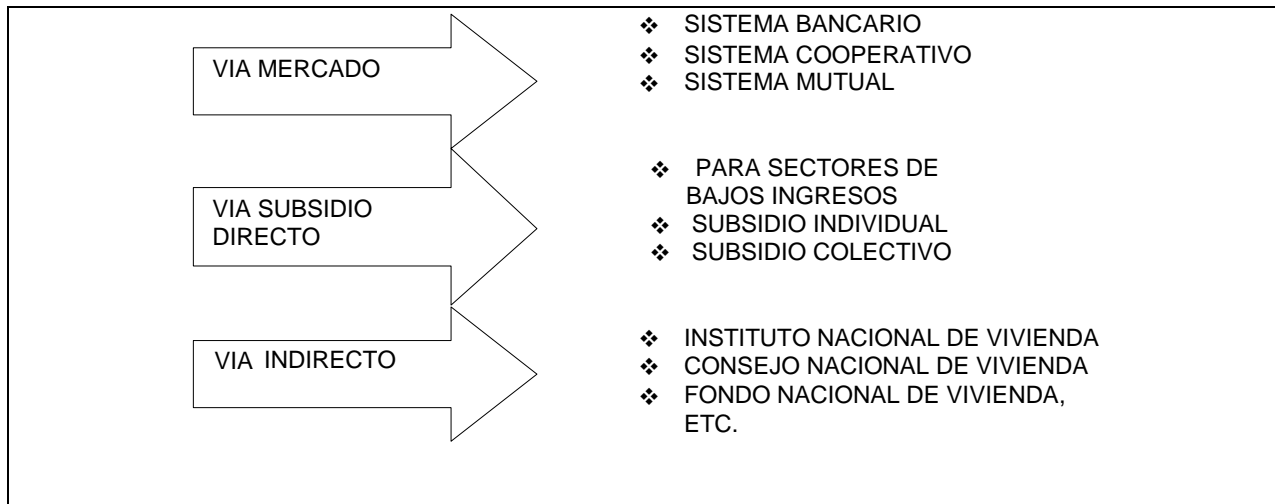 VIA MERCADO
❖ SISTEMA BANCARIO
❖ SISTEMA COOPERATIVO
❖ SISTEMA MUTUAL
VIA SUBSIDIO
DIRECTO
❖ PARA SECTORES DE
BAJOS INGRESOS
❖ SUBSIDIO INDIVIDUAL
❖ SUBSIDIO COLECTIVO
VIA INDIRECTO
❖ INSTITUTO NACIONAL DE VIVIENDA
❖ CONSEJO NACIONAL DE VIVIENDA
❖ FONDO NACIONAL DE VIVIENDA,
ETC.